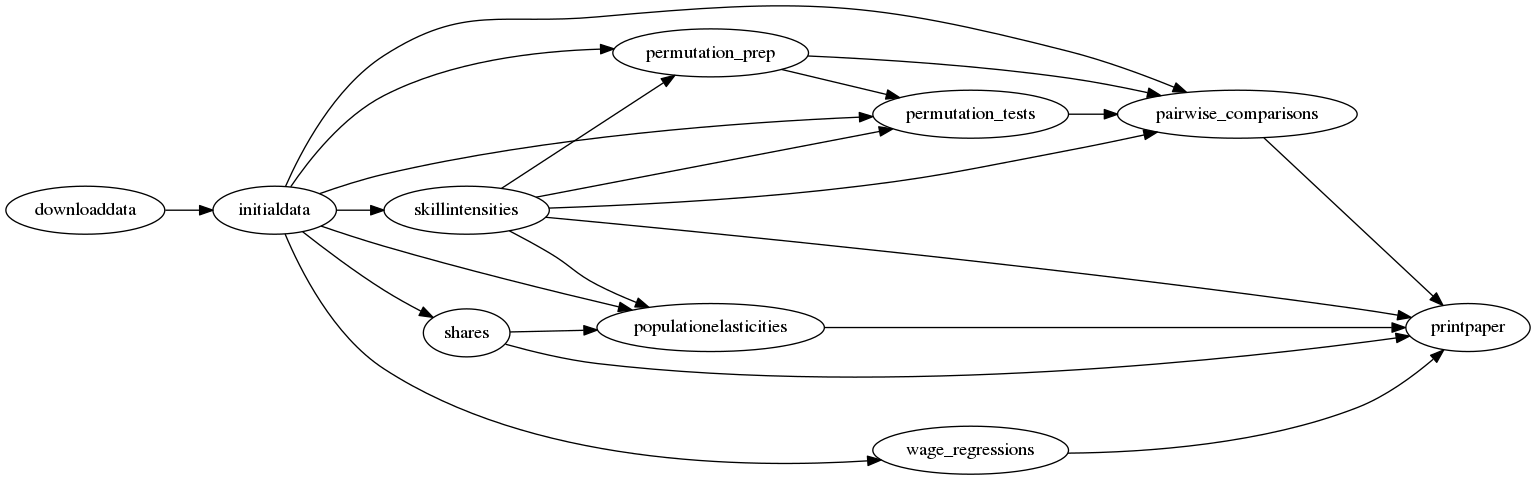 permutation_prep
permutation_tests
pairwise_comparisons
downloaddata
initialdata
skillintensities
shares
populationelasticities
printpaper
wage_regressions